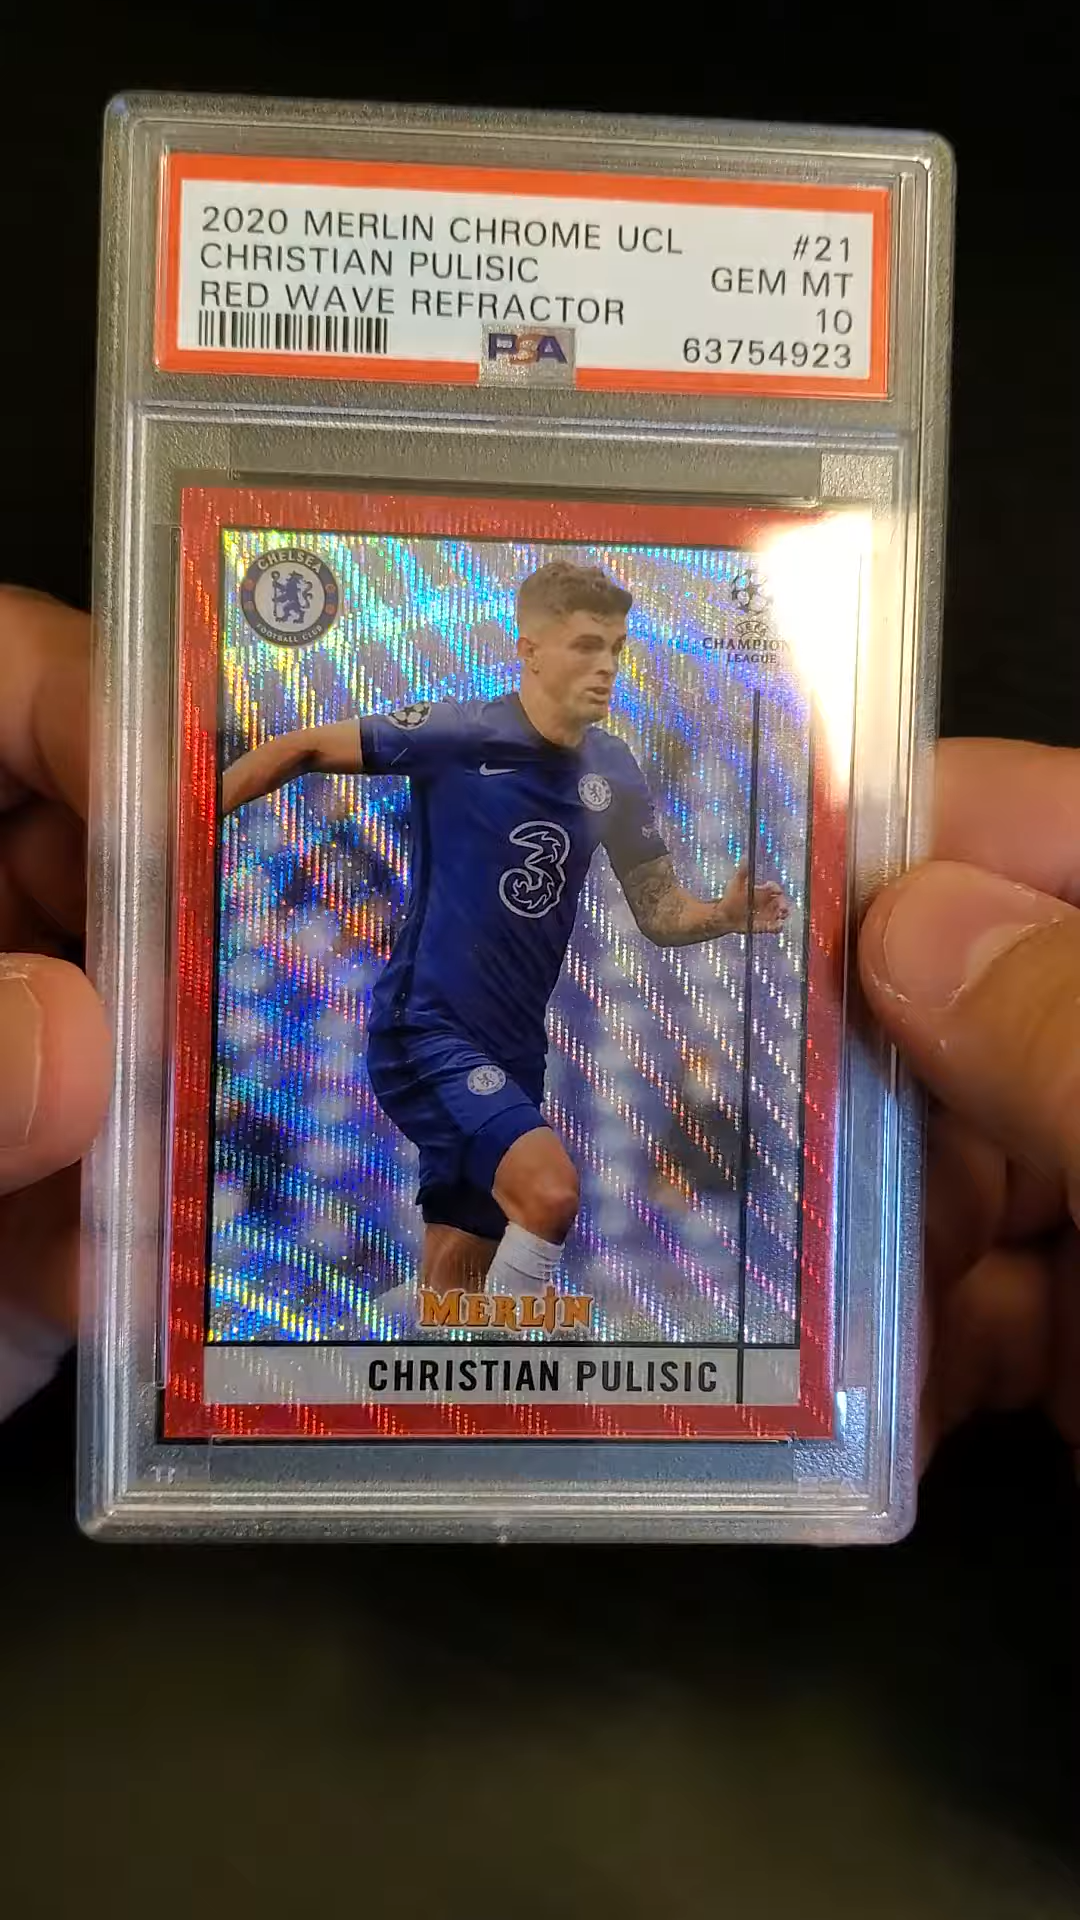 2020 MERLIN CHROME UCL #21
CHRISTIAN PULISIC GEM MT
RED WAVE REFRACTOR 10
PSA 63754923
CHELSEA
FOOTBALL CLUB
CHAMPION
LEAGUE
3
MERLIN
CHRISTIAN PULISIC